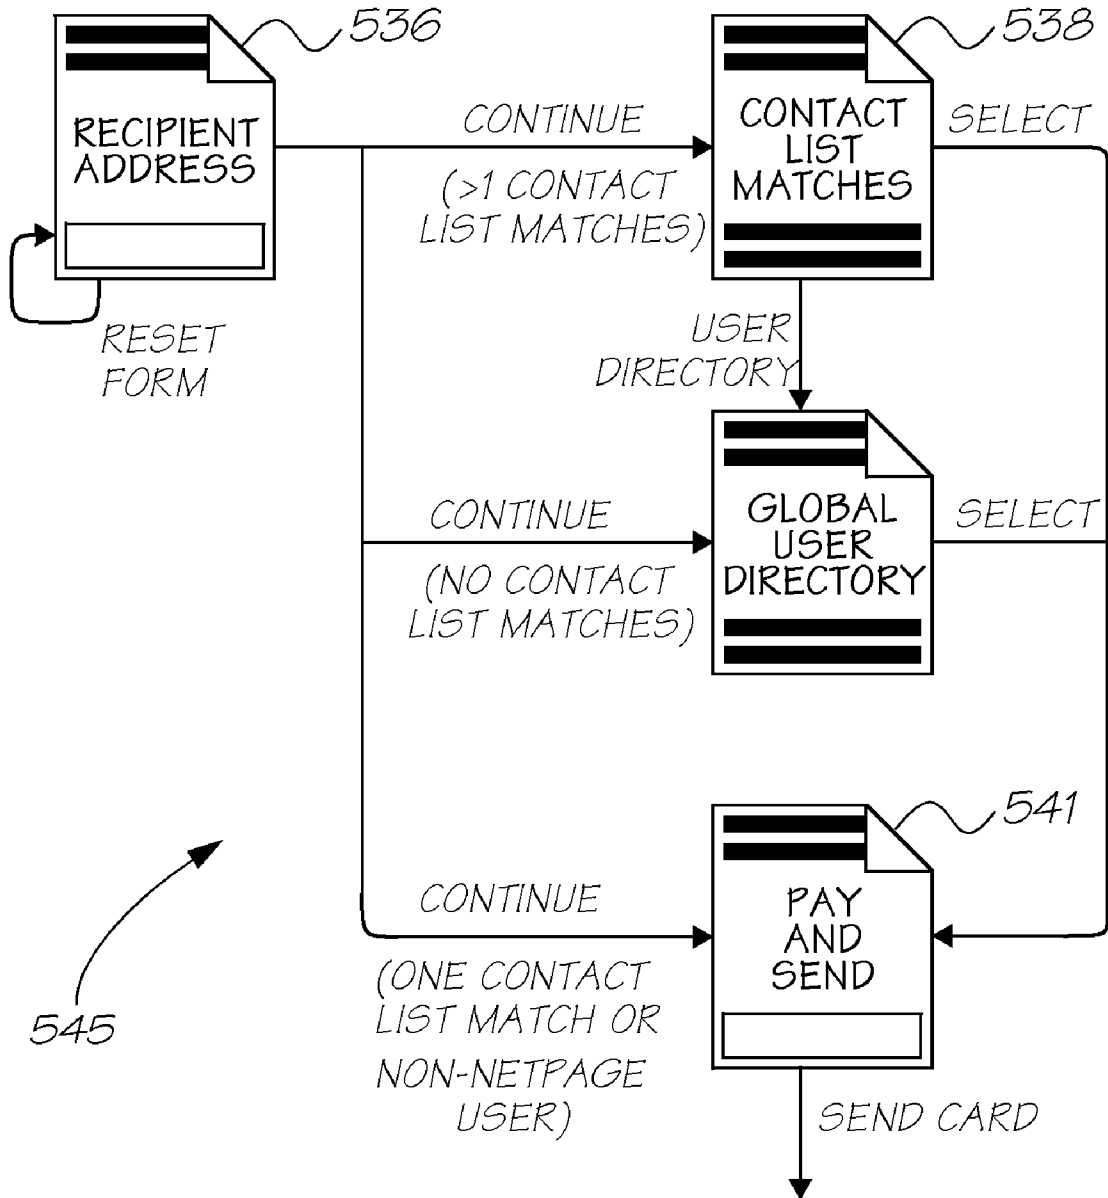 536
RECIPIENT
ADDRESS
RESET
FORM
CONTINUE
(>1 CONTACT
LIST MATCHES)
538
CONTACT
LIST
MATCHES
SELECT
USER
DIRECTORY
CONTINUE
(NO CONTACT
LIST MATCHES)
GLOBAL
USER
DIRECTORY
SELECT
545
CONTINUE
(ONE CONTACT
LIST MATCH OR
NON-NETPAGE
USER)
541
PAY
AND
SEND
SEND CARD